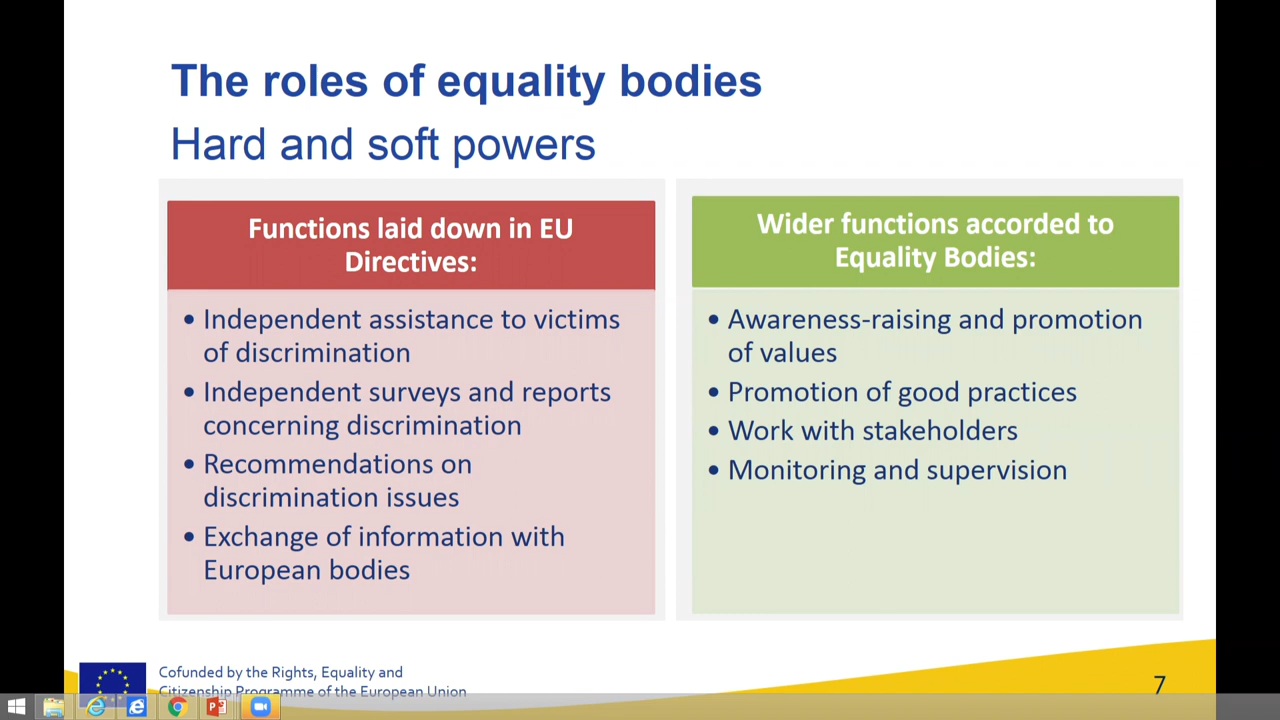 The roles of equality bodies
Hard and soft powers
Functions laid down in EU
Directives:
• Independent assistance to victims
of discrimination
• Independent surveys and reports
concerning discrimination
• Recommendations on
discrimination issues
• Exchange of information with
European bodies
Wider functions accorded to
Equality Bodies:
• Awareness-raising and promotion
of values
• Promotion of good practices
• Work with stakeholders
• Monitoring and supervision
Cofunded by the Rights, Equality and
Citizenship Programme of the European Union
7